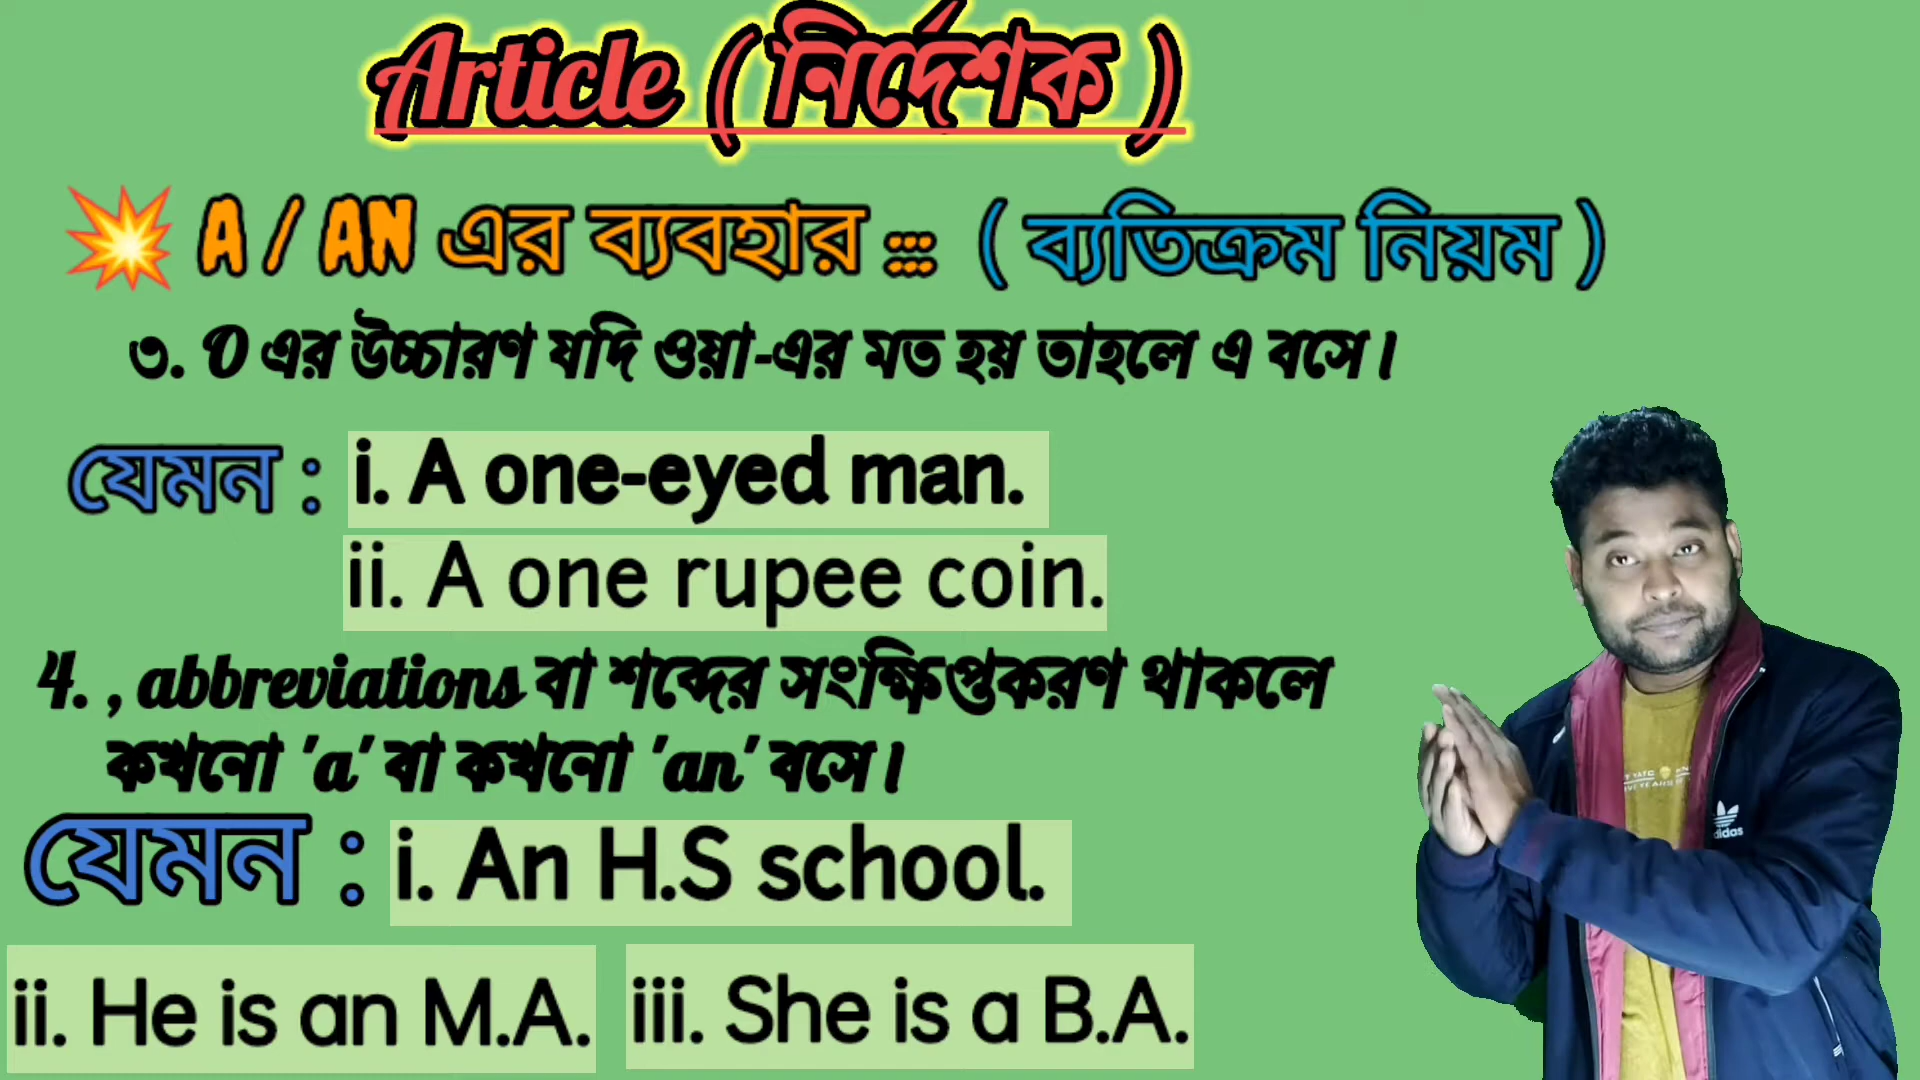 Article ( নির্দেশক )
A / AN এর ব্যবহার ::: ( ব্যতিক্রম নিয়ম )
৩. O এর উচ্চারণ যদি ওয়া-এর মত হয় তাহলে এ বসে।
যেমন : i. A one-eyed man.
ii. A one rupee coin.
4. , abbreviations বা শব্দের সংক্ষিপ্তকরণ থাকলে
কখনো 'a' বা কখনো 'an' বসে।
যেমন : i. An H.S school.
ii. He is an M.A. iii. She is a B.A.
adidas